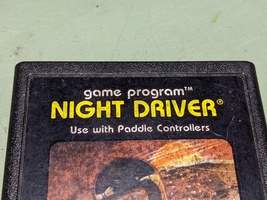 game program™
NIGHT DRIVER®
Use with Paddle Controllers